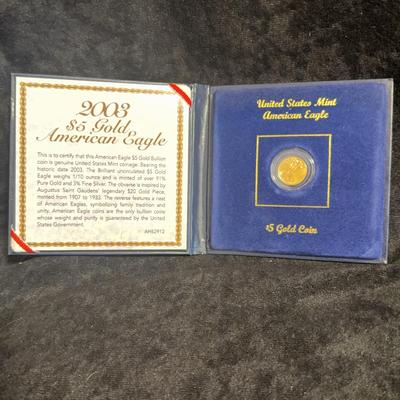 2003
$5 Gold
American Eagle
This is to certify that this American Eagle $5 Gold Bullion
coin is genuine United States Mint coinage. Bearing the
historic date 2003. The Brilliant uncirculated $5 Gold
Eagle weighs 1/10 ounce and is minted of over 91%
Pure Gold and 3% Fine Silver. The obverse is inspired by
Augustus Saint Gaudens' legendary $20 Gold Piece,
minted from 1907 to 1933. The reverse features a nest
of American Eagles, symbolizing family tradition and
unity. American Eagle coins are the only bullion coins
whose weight and purity is guaranteed by the United
States Government.
AHS2912
United States Mint
American Eagle
$5 Gold Coin